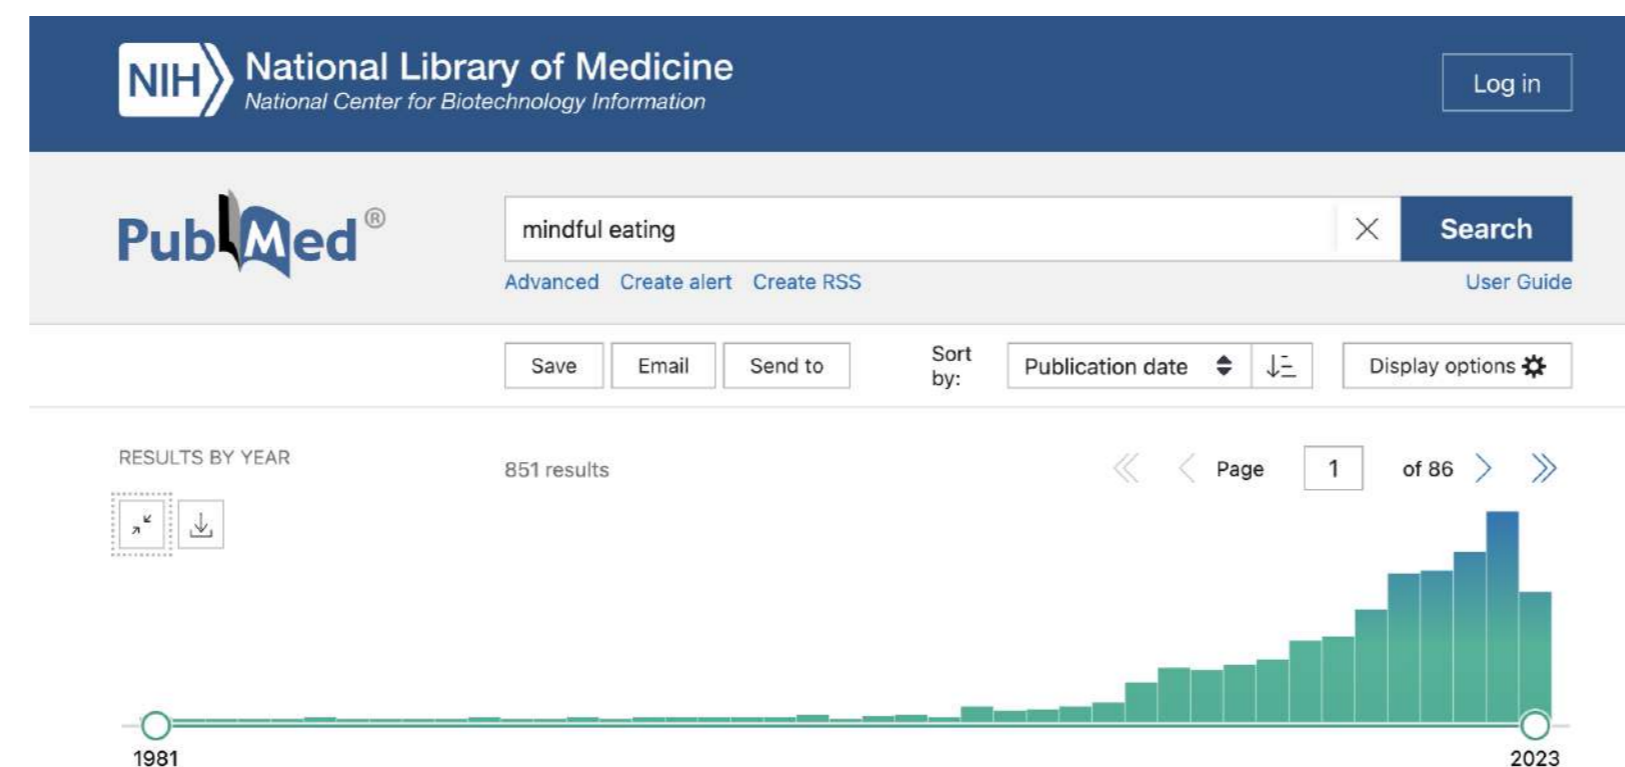 NIH
National Library of Medicine
National Center for Biotechnology Information
Log in
PubMed®
mindful eating
Search
Advanced Create alert Create RSS
User Guide
Save Email Send to
Sort by:
Publication date
Display options
RESULTS BY YEAR
851 results
Page 1 of 86
1981
2023